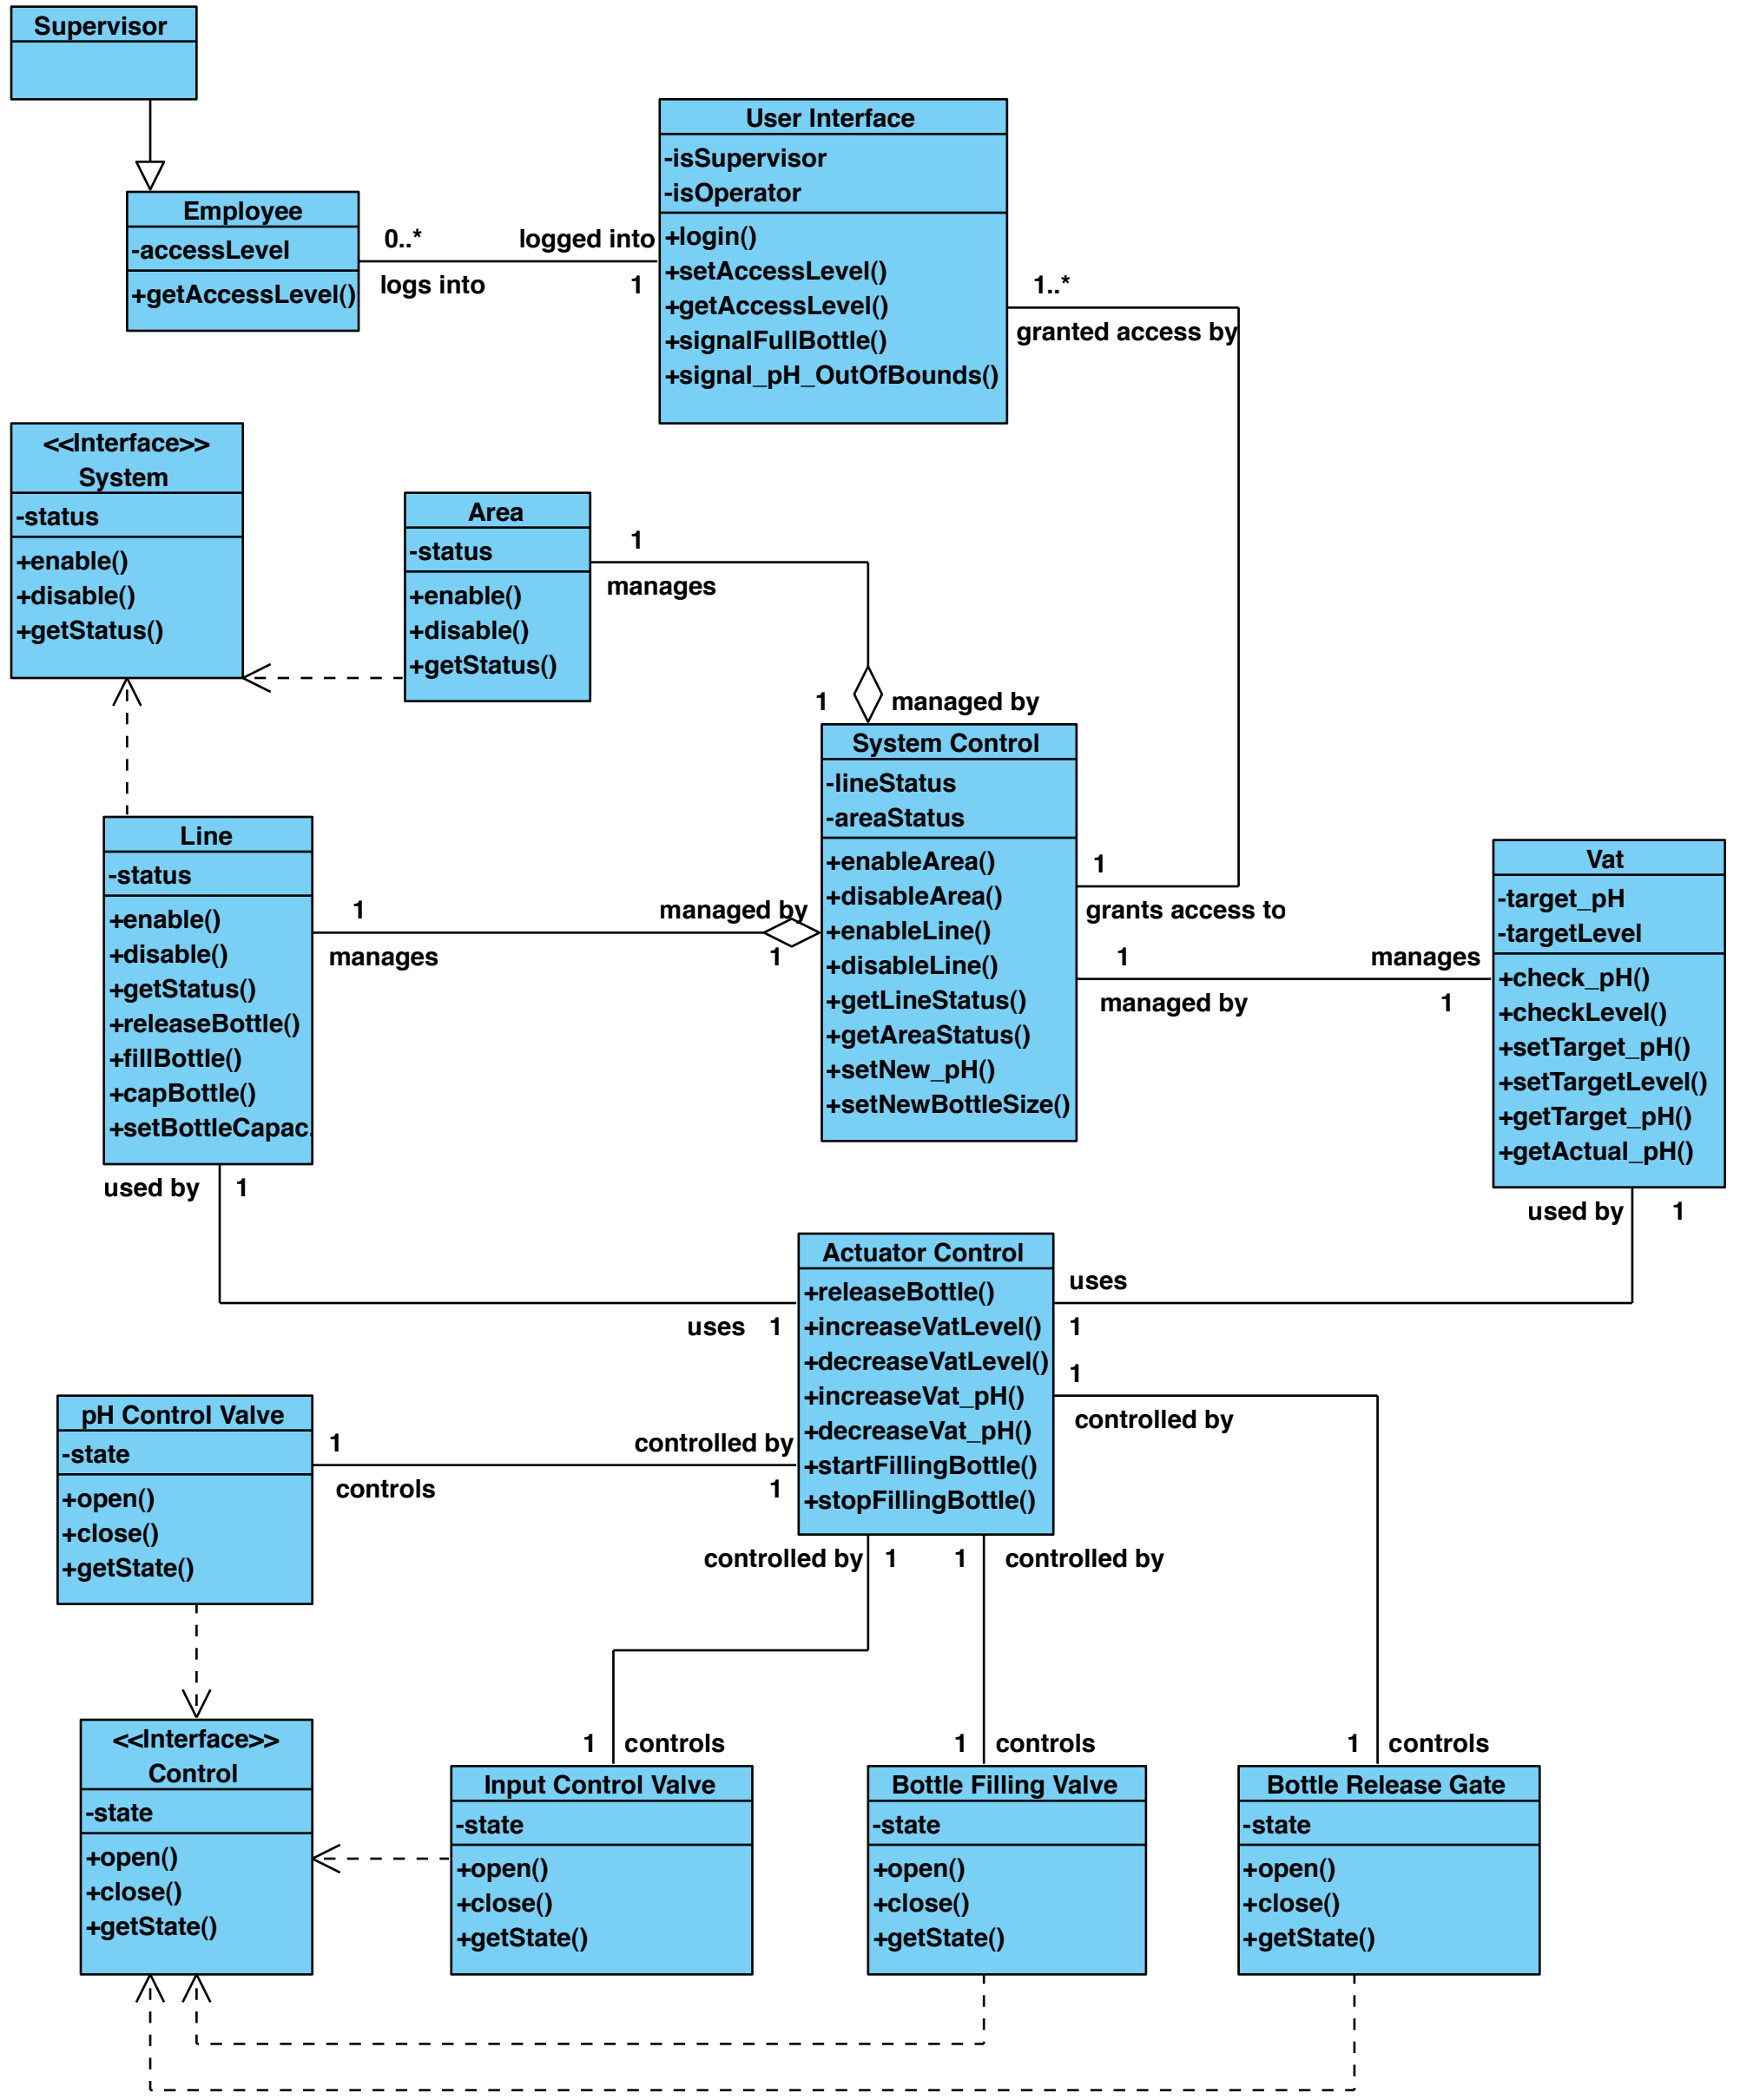 Supervisor
User Interface
-isSupervisor
-isOperator
+login()
+setAccessLevel()
+getAccessLevel()
+signalFullBottle()
+signal_pH_OutOfBounds()
Employee
-accessLevel
+getAccessLevel()
0..*
logged into
logs into
1
1..*
granted access by
<<Interface>>
System
-status
+enable()
+disable()
+getStatus()
Area
-status
+enable()
+disable()
+getStatus()
1
manages
1
managed by
System Control
-lineStatus
-areaStatus
+enableArea()
+disableArea()
+enableLine()
+disableLine()
+getLineStatus()
+getAreaStatus()
+setNew_pH()
+setNewBottleSize()
Line
-status
+enable()
+disable()
+getStatus()
+releaseBottle()
+fillBottle()
+capBottle()
+setBottleCapac.
1
managed by
manages
1
1
grants access to
1
manages
managed by
1
Vat
-target_pH
-targetLevel
+check_pH()
+checkLevel()
+setTarget_pH()
+setTargetLevel()
+getTarget_pH()
+getActual_pH()
used by
1
used by
1
Actuator Control
+releaseBottle()
+increaseVatLevel()
+decreaseVatLevel()
+increaseVat_pH()
+decreaseVat_pH()
+startFillingBottle()
+stopFillingBottle()
uses
1
uses
1
1
controlled by
pH Control Valve
-state
+open()
+close()
+getState()
1
controlled by
controls
1
controlled by
1
1
controlled by
<<Interface>>
Control
-state
+open()
+close()
+getState()
1
controls
1
controls
1
controls
Input Control Valve
-state
+open()
+close()
+getState()
Bottle Filling Valve
-state
+open()
+close()
+getState()
Bottle Release Gate
-state
+open()
+close()
+getState()